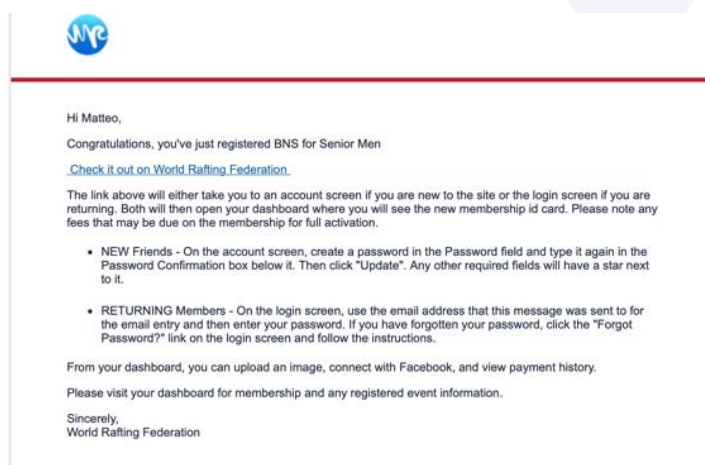 Hi Matteo,
Congratulations, you've just registered BNS for Senior Men
Check it out on World Rafting Federation
The link above will either take you to an account screen if you are new to the site or the login screen if you are
returning. Both will then open your dashboard where you will see the new membership id card. Please note any
fees that may be due on the membership for full activation.
• NEW Friends - On the account screen, create a password in the Password field and type it again in the
Password Confirmation box below it. Then click "Update". Any other required fields will have a star next
to it.
• RETURNING Members - On the login screen, use the email address that this message was sent to for
the email entry and then enter your password. If you have forgotten your password, click the "Forgot
Password?" link on the login screen and follow the instructions.
From your dashboard, you can upload an image, connect with Facebook, and view payment history.
Please visit your dashboard for membership and any registered event information.
Sincerely,
World Rafting Federation